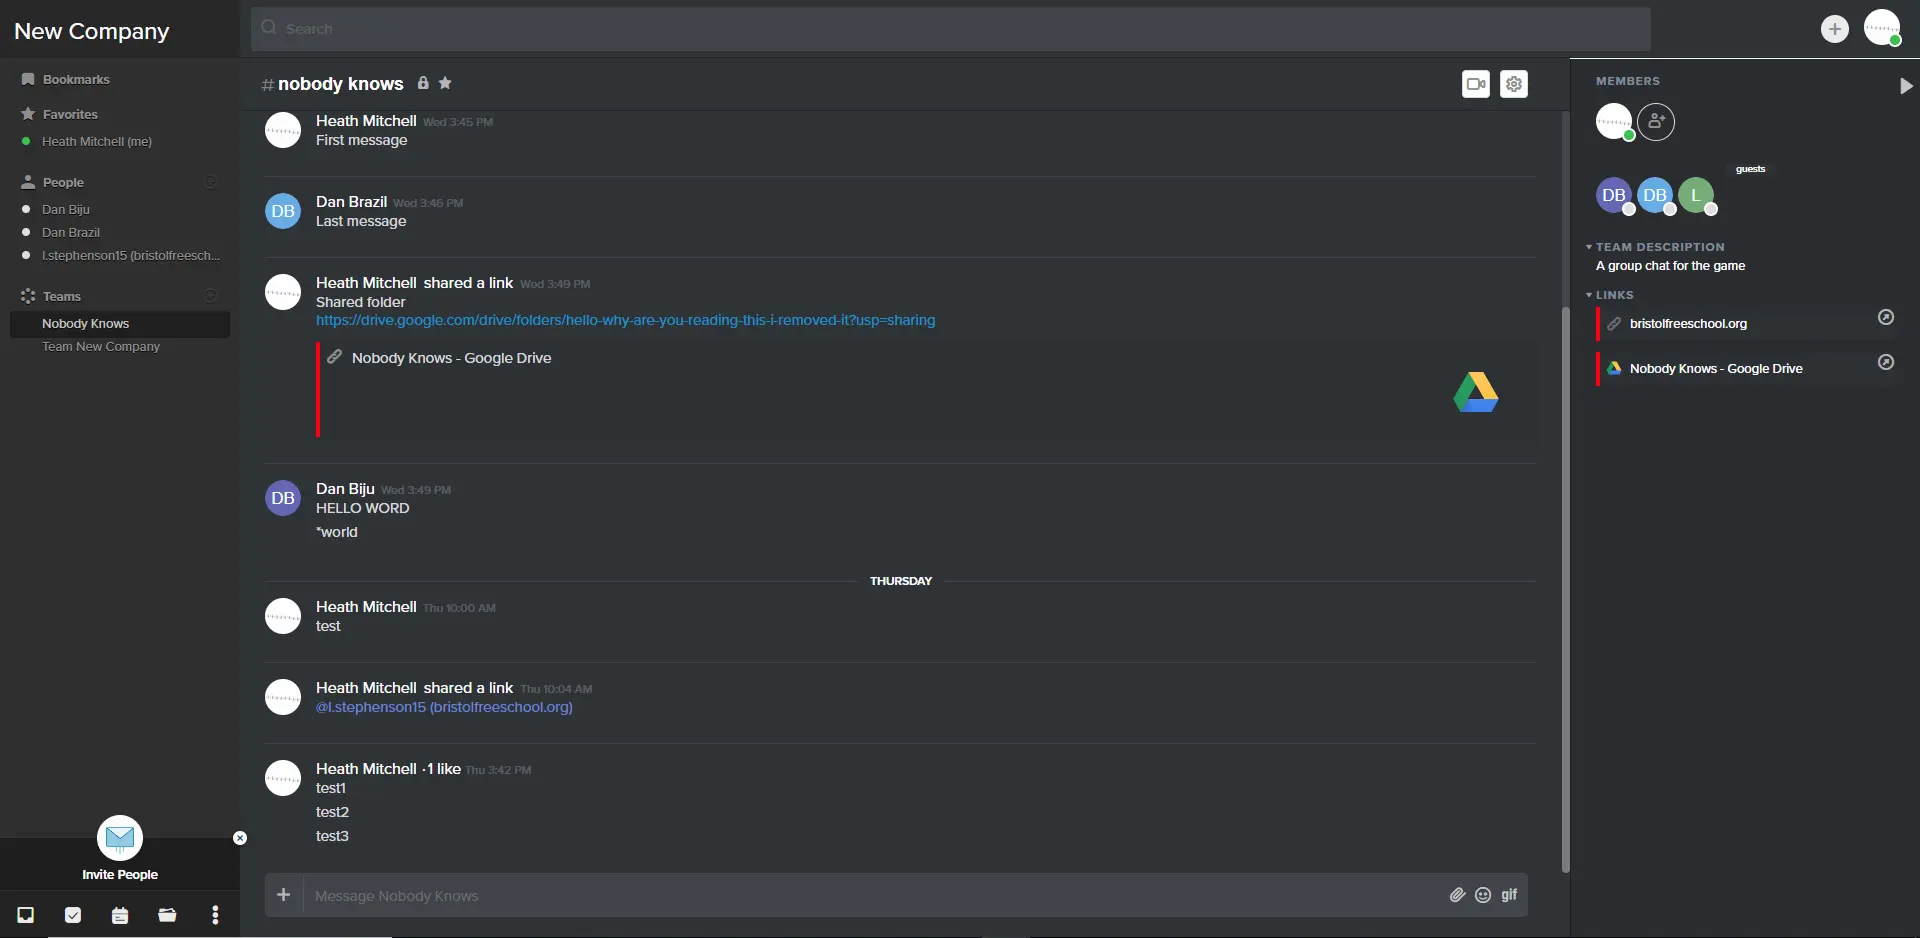 New Company
Search
Bookmarks
Favorites
Heath Mitchell (me)
People
Dan Biju
Dan Brazil
l.stephenson15 (bristolfreesch...
Teams
Nobody Knows
Team New Company
Invite People
# nobody knows
Heath Mitchell Wed 3:45 PM
First message
DB
Dan Brazil Wed 3:46 PM
Last message
Heath Mitchell shared a link Wed 3:49 PM
Shared folder
https://drive.google.com/drive/folders/hello-why-are-you-reading-this-i-removed-it?usp=sharing
Nobody Knows - Google Drive
DB
Dan Biju Wed 3:49 PM
HELLO WORD
*world
THURSDAY
Heath Mitchell Thu 10:00 AM
test
Heath Mitchell shared a link Thu 10:04 AM
@l.stephenson15 (bristolfreeschool.org)
Heath Mitchell · 1 like Thu 3:42 PM
test1
test2
test3
Message Nobody Knows
gif
MEMBERS
guests
DB DB L
TEAM DESCRIPTION
A group chat for the game
LINKS
bristolfreeschool.org
Nobody Knows - Google Drive